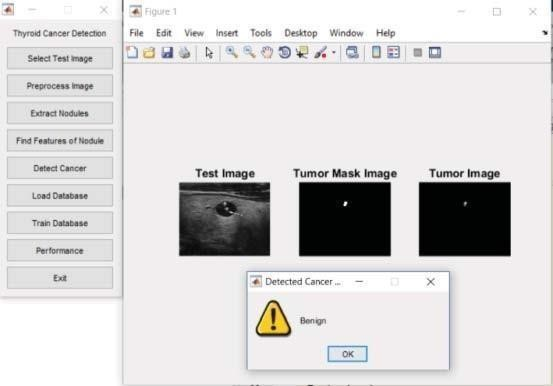 Thyroid Cancer Detection
Select Test Image
Preprocess Image
Extract Nodules
Find Features of Nodule
Detect Cancer
Load Database
Train Database
Performance
Exit
Figure 1
File Edit View Insert Tools Desktop Window Help
Test Image Tumor Mask Image Tumor Image
Detected Cancer ...
Benign
OK